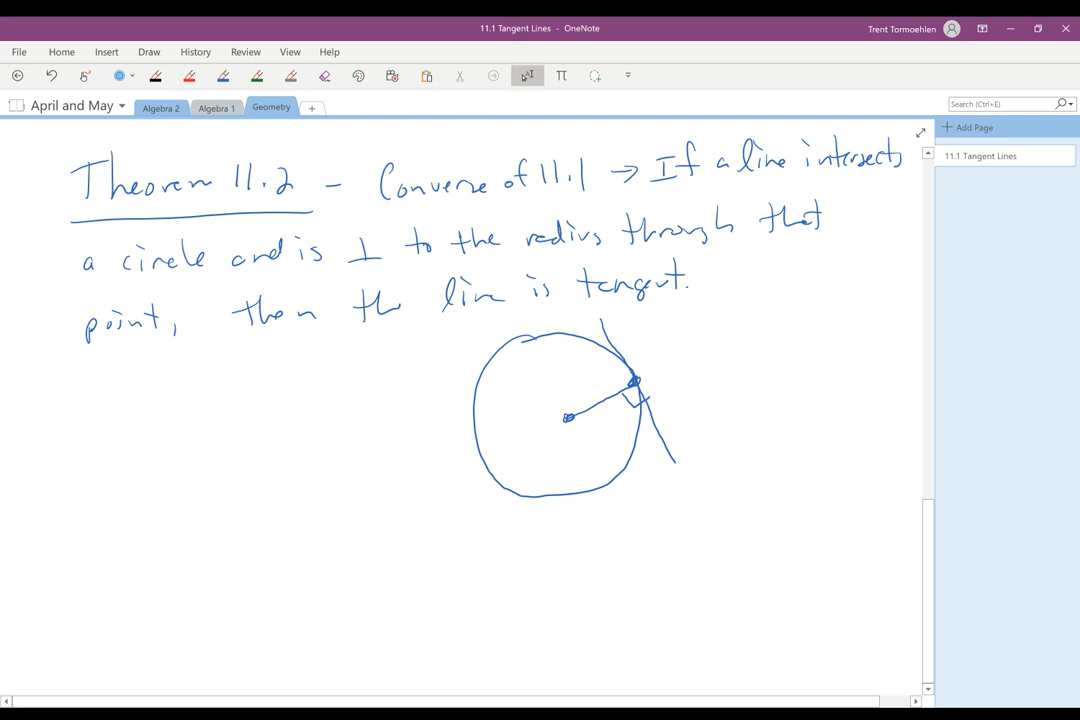 11.1 Tangent Lines - OneNote
Trent Tormoehlen
File Home Insert Draw History Review View Help
April and May
Algebra 2 Algebra 1 Geometry
Search (Ctrl+E)
Add Page
11.1 Tangent Lines
Theorem 11.2 - Converse of 11.1 → If a line intersects
a circle and is ⊥ to the radius through that
point, then the line is tangent.